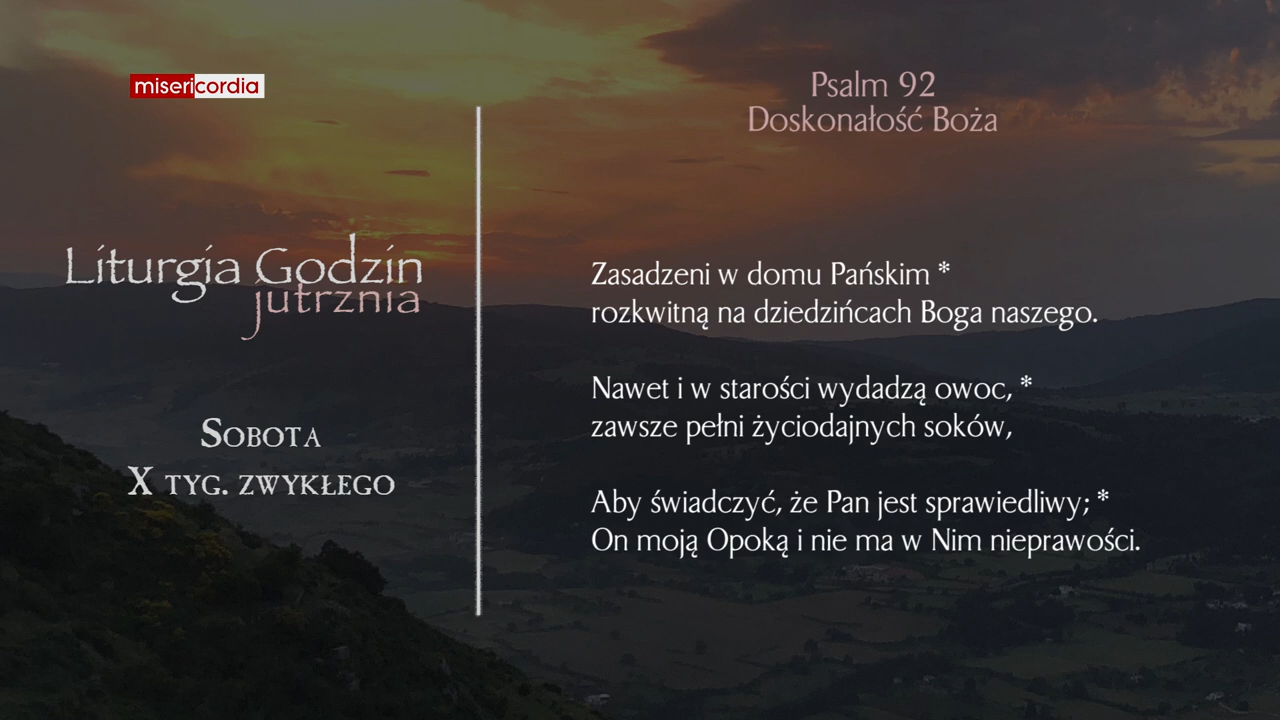 misericordia
Liturgia Godzin
jutrznia
Sobota
X tyg. zwykłego
Psalm 92
Doskonałość Boża
Zasadzeni w domu Pańskim *
rozkwitną na dziedzińcach Boga naszego.
Nawet i w starości wydadzą owoc, *
zawsze pełni życiodajnych soków,
Aby świadczyć, że Pan jest sprawiedliwy; *
On moją Opoką i nie ma w Nim nieprawości.